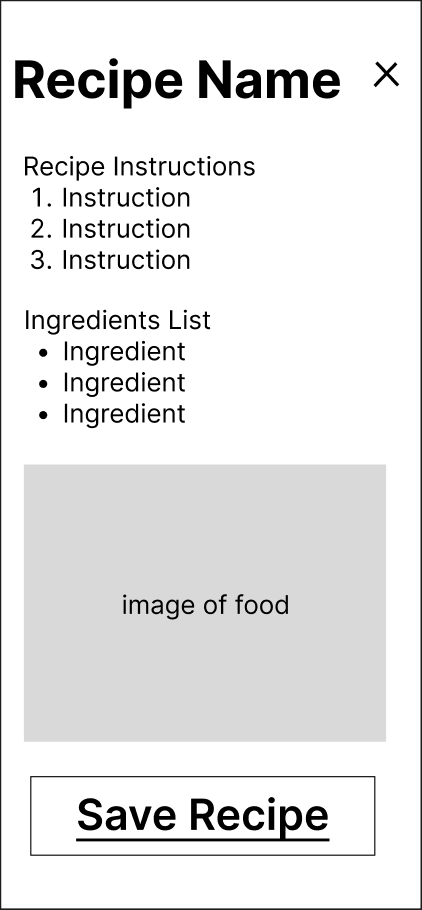 Recipe Name
Recipe Instructions
1. Instruction
2. Instruction
3. Instruction
Ingredients List
• Ingredient
• Ingredient
• Ingredient
image of food
Save Recipe